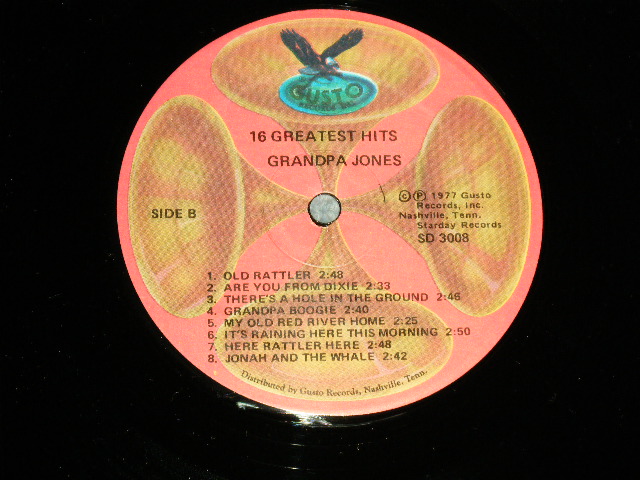 GUSTO
16 GREATEST HITS
GRANDPA JONES
SIDE B
©Ⓟ 1977 Gusto
Records, Inc.
Nashville, Tenn.
Starday Records
SD 3008
1. OLD RATTLER 2:48
2. ARE YOU FROM DIXIE 2:33
3. THERE'S A HOLE IN THE GROUND 2:46
4. GRANDPA BOOGIE 2:40
5. MY OLD RED RIVER HOME 2:25
6. IT'S RAINING HERE THIS MORNING 2:50
7. HERE RATTLER HERE 2:48
8. JONAH AND THE WHALE 2:42
Distributed by Gusto Records, Nashville, Tenn.